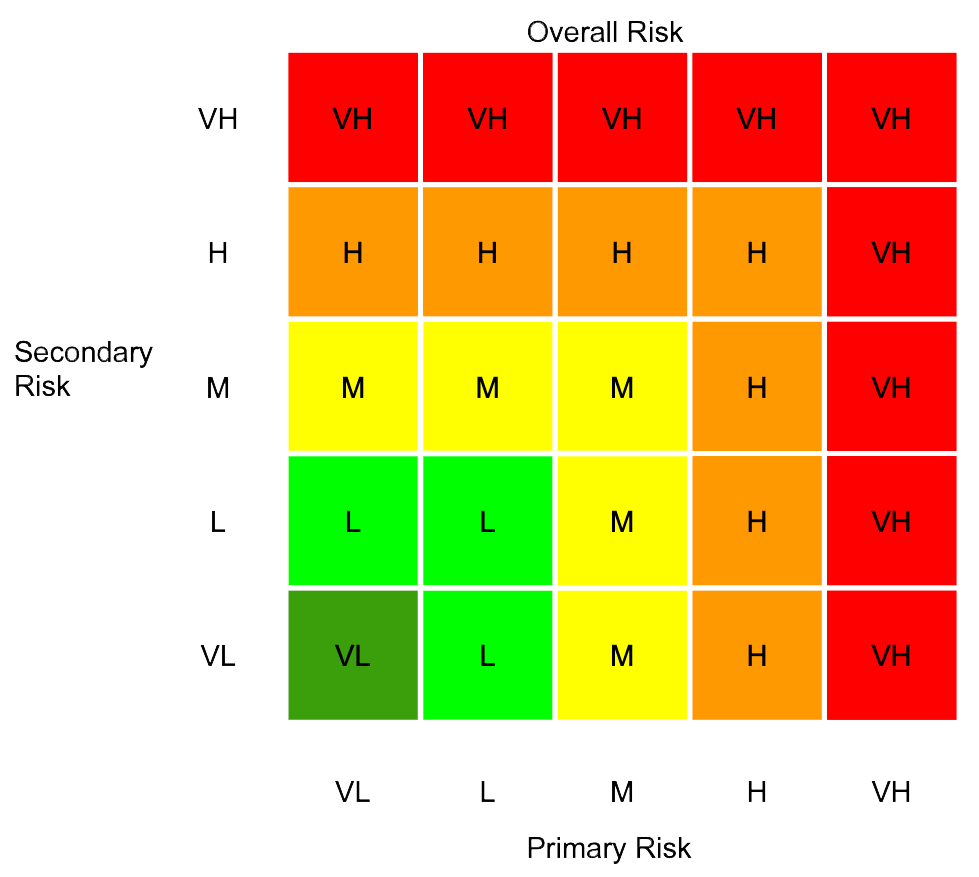 Overall Risk
VH VH VH VH VH VH
H H H H H VH
Secondary
Risk
M M M M H VH
L L L M H VH
VL VL L M H VH
VL L M H VH
Primary Risk